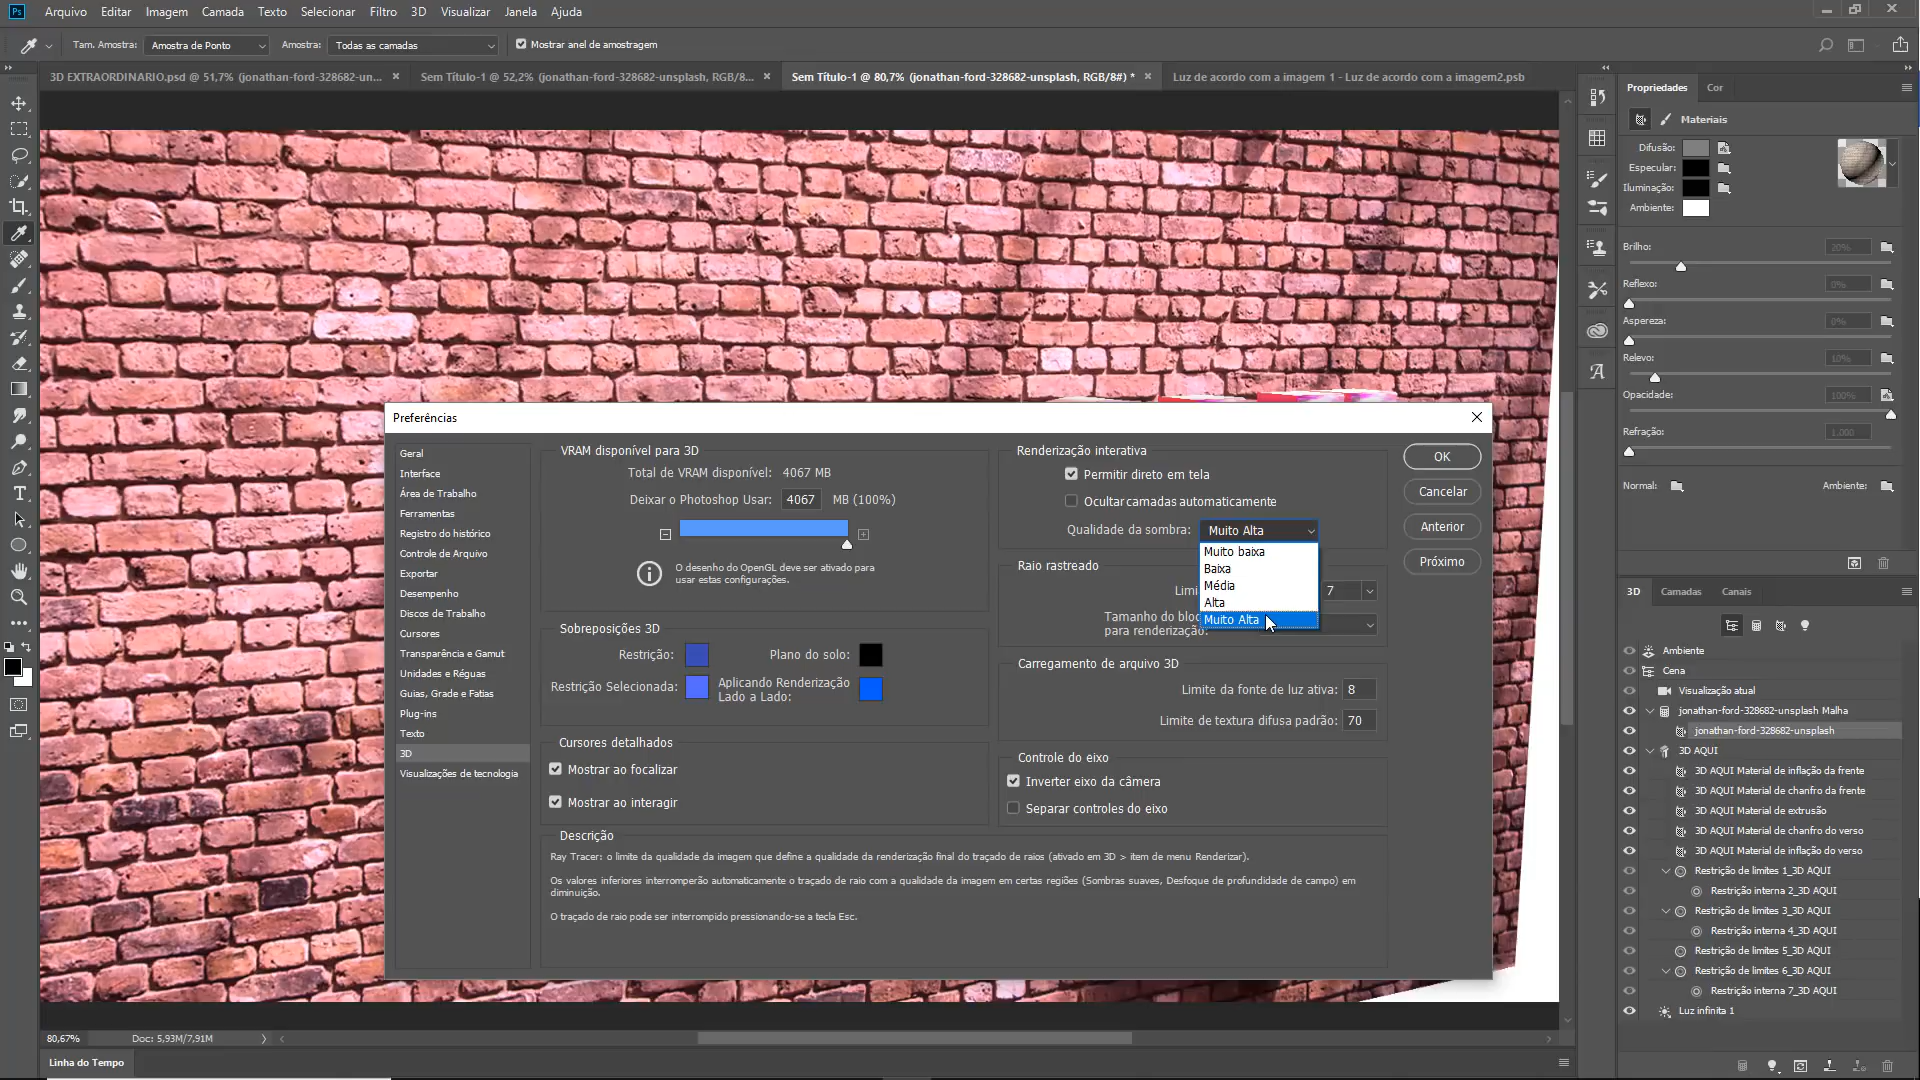 Ps Arquivo Editar Imagem Camada Texto Selecionar Filtro 3D Visualizar Janela Ajuda
Tam. Amostra: Amostra de Ponto Amostra: Todas as camadas Mostrar anel de amostragem
3D EXTRAORDINARIO.psd @ 51,7% (jonathan-ford-328682-un... × Sem Título-1 @ 52,2% (jonathan-ford-328682-unsplash, RGB/8... × Sem Título-1 @ 80,7% (jonathan-ford-328682-unsplash, RGB/8#) * × Luz de acordo com a imagem 1 - Luz de acordo com a imagem2.psb
Propriedades Cor
Materiais
Difusão:
Especular:
Iluminação:
Ambiente:
Brilho: 20%
Reflexo: 0%
Aspereza: 0%
Relevo: 10%
Opacidade: 100%
Refração: 1.000
Normal: Ambiente:
3D Camadas Canais
Ambiente
Cena
Visualização atual
jonathan-ford-328682-unsplash Malha
jonathan-ford-328682-unsplash
3D AQUI
3D AQUI Material de inflação da frente
3D AQUI Material de chanfro da frente
3D AQUI Material de extrusão
3D AQUI Material de chanfro do verso
3D AQUI Material de inflação do verso
Restrição de limites 1_3D AQUI
Restrição interna 2_3D AQUI
Restrição de limites 3_3D AQUI
Restrição interna 4_3D AQUI
Restrição de limites 5_3D AQUI
Restrição de limites 6_3D AQUI
Restrição interna 7_3D AQUI
Luz infinita 1
Preferências
Geral
Interface
Área de Trabalho
Ferramentas
Registro do histórico
Controle de Arquivo
Exportar
Desempenho
Discos de Trabalho
Cursores
Transparência e Gamut
Unidades e Réguas
Guias, Grade e Fatias
Plug-ins
Texto
3D
Visualizações de tecnologia
VRAM disponível para 3D
Total de VRAM disponível: 4067 MB
Deixar o Photoshop Usar: 4067 MB (100%)
O desenho do OpenGL deve ser ativado para
usar estas configurações.
Sobreposições 3D
Restrição: Plano do solo:
Restrição Selecionada: Aplicando Renderização
Lado a Lado:
Cursores detalhados
Mostrar ao focalizar
Mostrar ao interagir
Renderização interativa
Permitir direto em tela
Ocultar camadas automaticamente
Qualidade da sombra: Muito Alta
Muito baixa
Baixa
Média
Alta
Muito Alta
Raio rastreado
Limi 7
Tamanho do bloc
para renderização:
Carregamento de arquivo 3D
Limite da fonte de luz ativa: 8
Limite de textura difusa padrão: 70
Controle do eixo
Inverter eixo da câmera
Separar controles do eixo
OK
Cancelar
Anterior
Próximo
Descrição
Ray Tracer: o limite da qualidade da imagem que define a qualidade da renderização final do traçado de raios (ativado em 3D > item de menu Renderizar).
Os valores inferiores interromperão automaticamente o traçado de raio com a qualidade da imagem em certas regiões (Sombras suaves, Desfoque de profundidade de campo) em
diminuição.
O traçado de raio pode ser interrompido pressionando-se a tecla Esc.
80,67% Doc: 5,93M/7,91M
Linha do Tempo